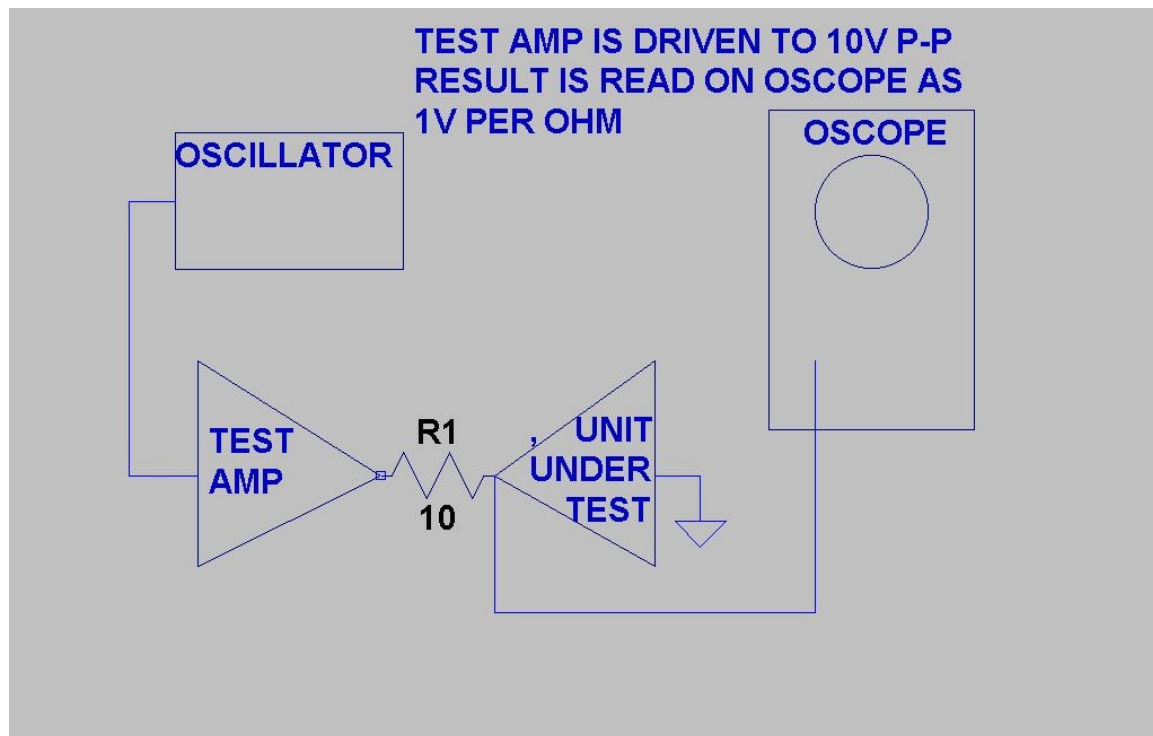 TEST AMP IS DRIVEN TO 10V P-P
RESULT IS READ ON OSCOPE AS
1V PER OHM
OSCILLATOR
OSCOPE
TEST
AMP
R1
10
, UNIT
UNDER
TEST